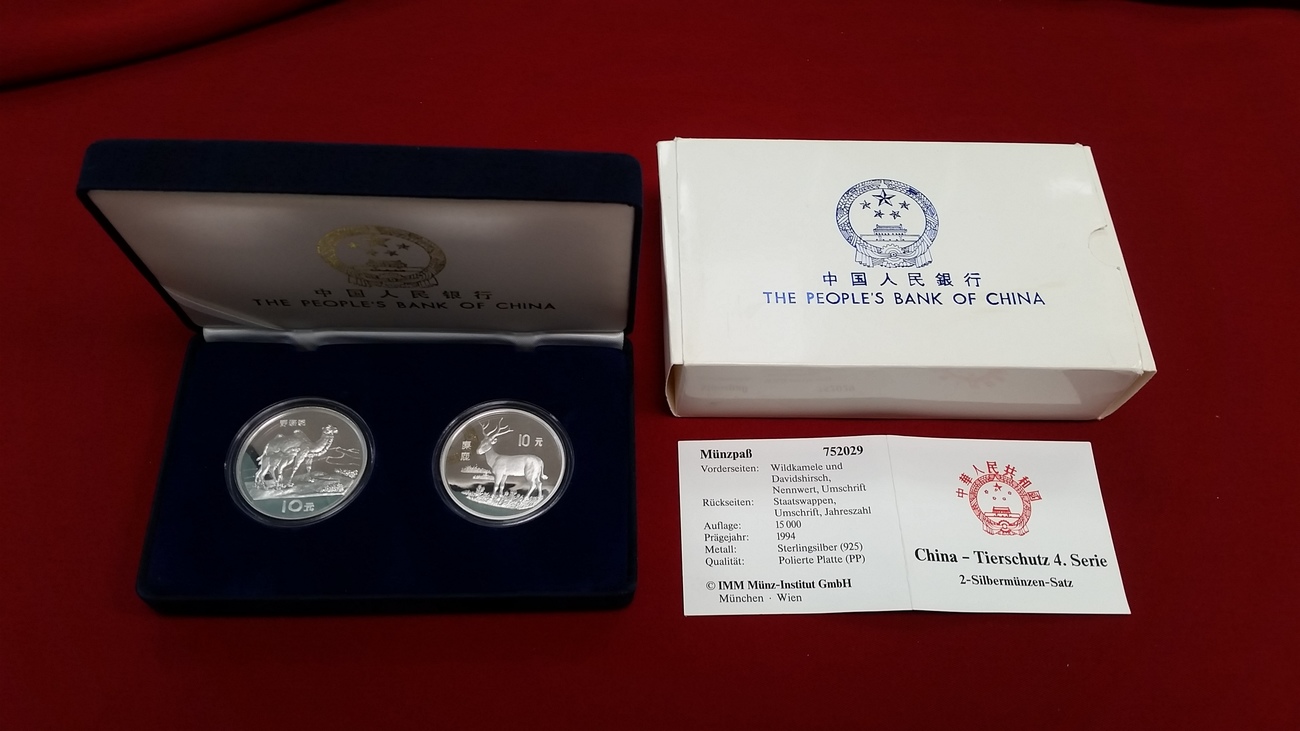 中国人民銀行
THE PEOPLE'S BANK OF CHINA
10元
10元
中国人民銀行
THE PEOPLE'S BANK OF CHINA
Münzpaß 752029
Vorderseiten: Wildkamele und
Davidshirsch,
Nennwert, Umschrift
Rückseiten: Staatswappen,
Umschrift, Jahreszahl
Auflage: 15 000
Prägejahr: 1994
Metall: Sterlingsilber (925)
Qualität: Polierte Platte (PP)
© IMM Münz-Institut GmbH
München · Wien
中華人民共和國
China – Tierschutz 4. Serie
2-Silbermünzen-Satz